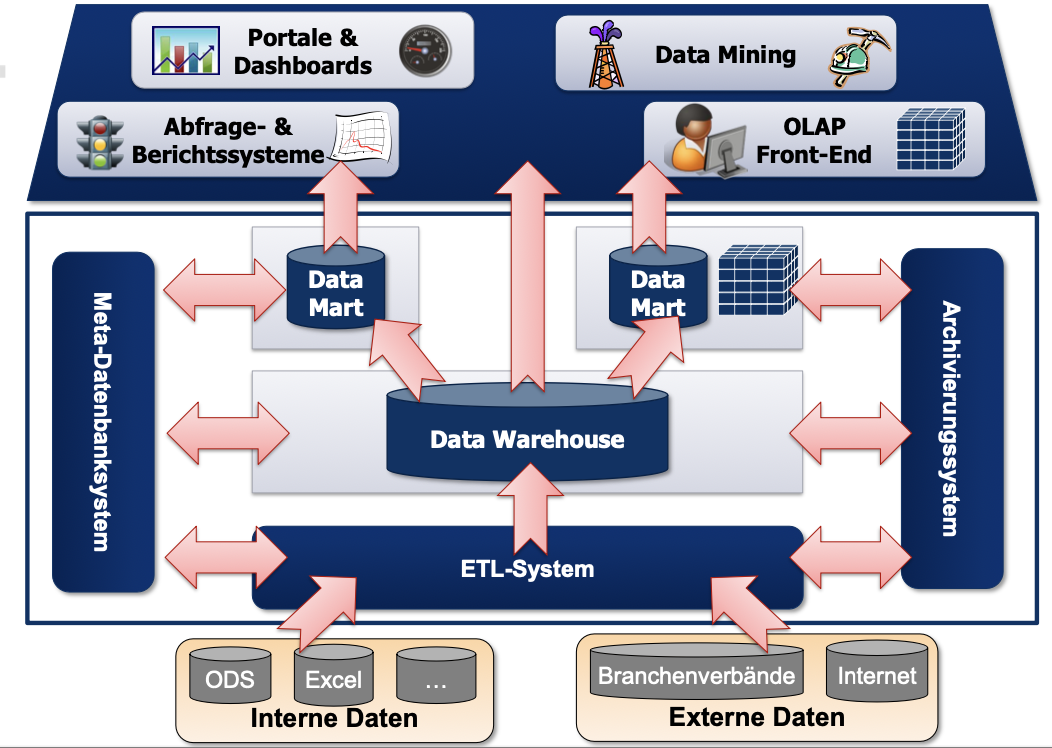 Portale &
Dashboards
Data Mining
Abfrage- &
Berichtssysteme
OLAP
Front-End
Meta-Datenbanksystem
Data
Mart
Data
Mart
Archivierungssystem
Data Warehouse
ETL-System
ODS
Excel
...
Interne Daten
Branchenverbände
Internet
Externe Daten